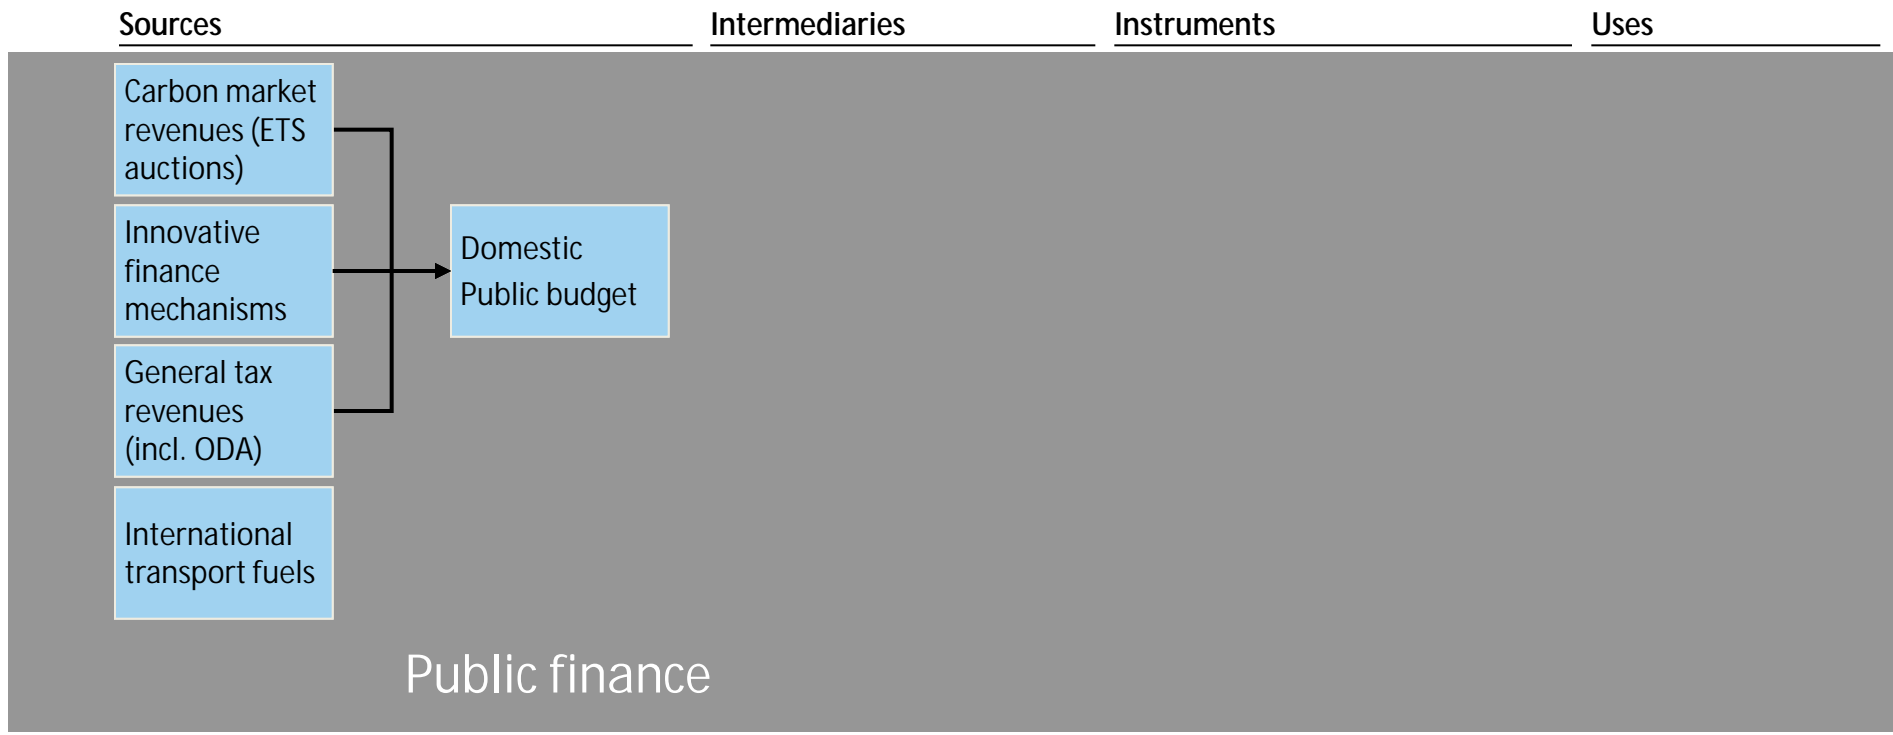 Sources
Intermediaries
Instruments
Uses
Carbon market
revenues (ETS
auctions)
Innovative
finance
mechanisms
Domestic
Public budget
General tax
revenues
(incl. ODA)
International
transport fuels
Public finance